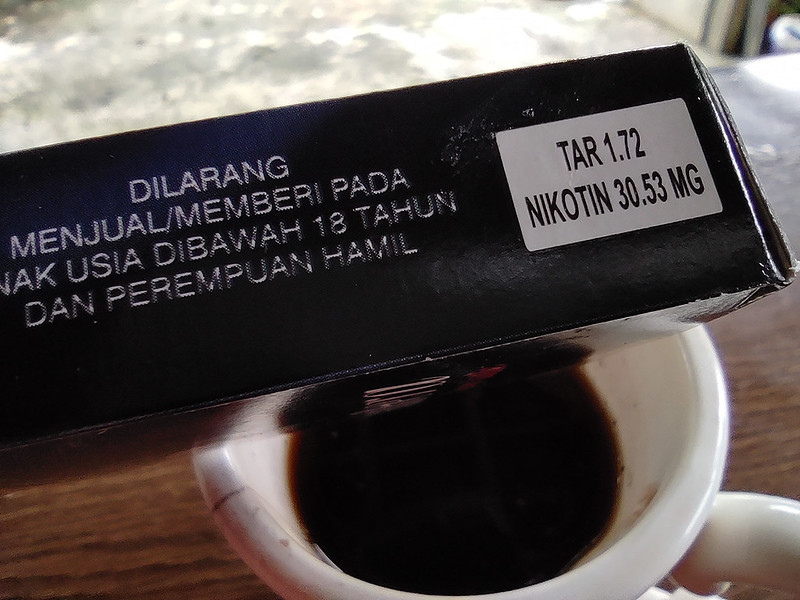 DILARANG
MENJUAL/MEMBERI PADA
NAK USIA DIBAWAH 18 TAHUN
DAN PEREMPUAN HAMIL
TAR 1.72
NIKOTIN 30.53 MG